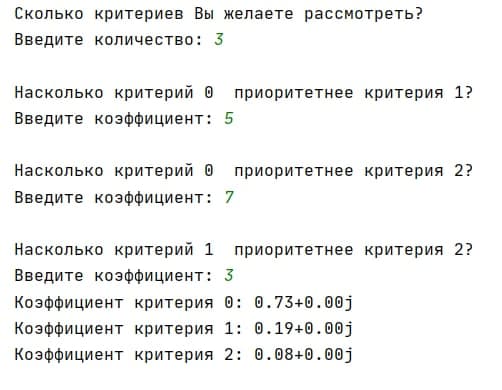 Сколько критериев Вы желаете рассмотреть?
Введите количество: 3
Насколько критерий 0  приоритетнее критерия 1?
Введите коэффициент: 5
Насколько критерий 0  приоритетнее критерия 2?
Введите коэффициент: 7
Насколько критерий 1  приоритетнее критерия 2?
Введите коэффициент: 3
Коэффициент критерия 0: 0.73+0.00j
Коэффициент критерия 1: 0.19+0.00j
Коэффициент критерия 2: 0.08+0.00j